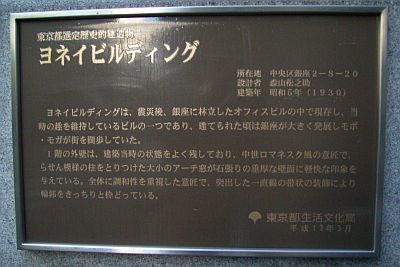 東京都選定歴史的建造物
ヨネイビルディング
所在地 中央区銀座2-8-20
設計者 森山松之助
建築年 昭和5年(1930)
ヨネイビルディングは、震災後、銀座に林立したオフィスビルの中で現存し、当
時の趣を維持しているビルの一つであり、建てられた頃は銀座が大きく発展しモボ
・モガが街を闊歩していた。
1階の外壁は、建築当時の状態をよく残しており、中世ロマネスク風の意匠で、
らせん模様の柱をとりつけた大小のアーチ窓が石張りの重厚な壁面に軽快な印象を
与えている。全体に調和性を重視した意匠で、突出した一直線の帯状の装飾により
輪郭をきっちりと枠どっている。
東京都生活文化局
平成12年3月